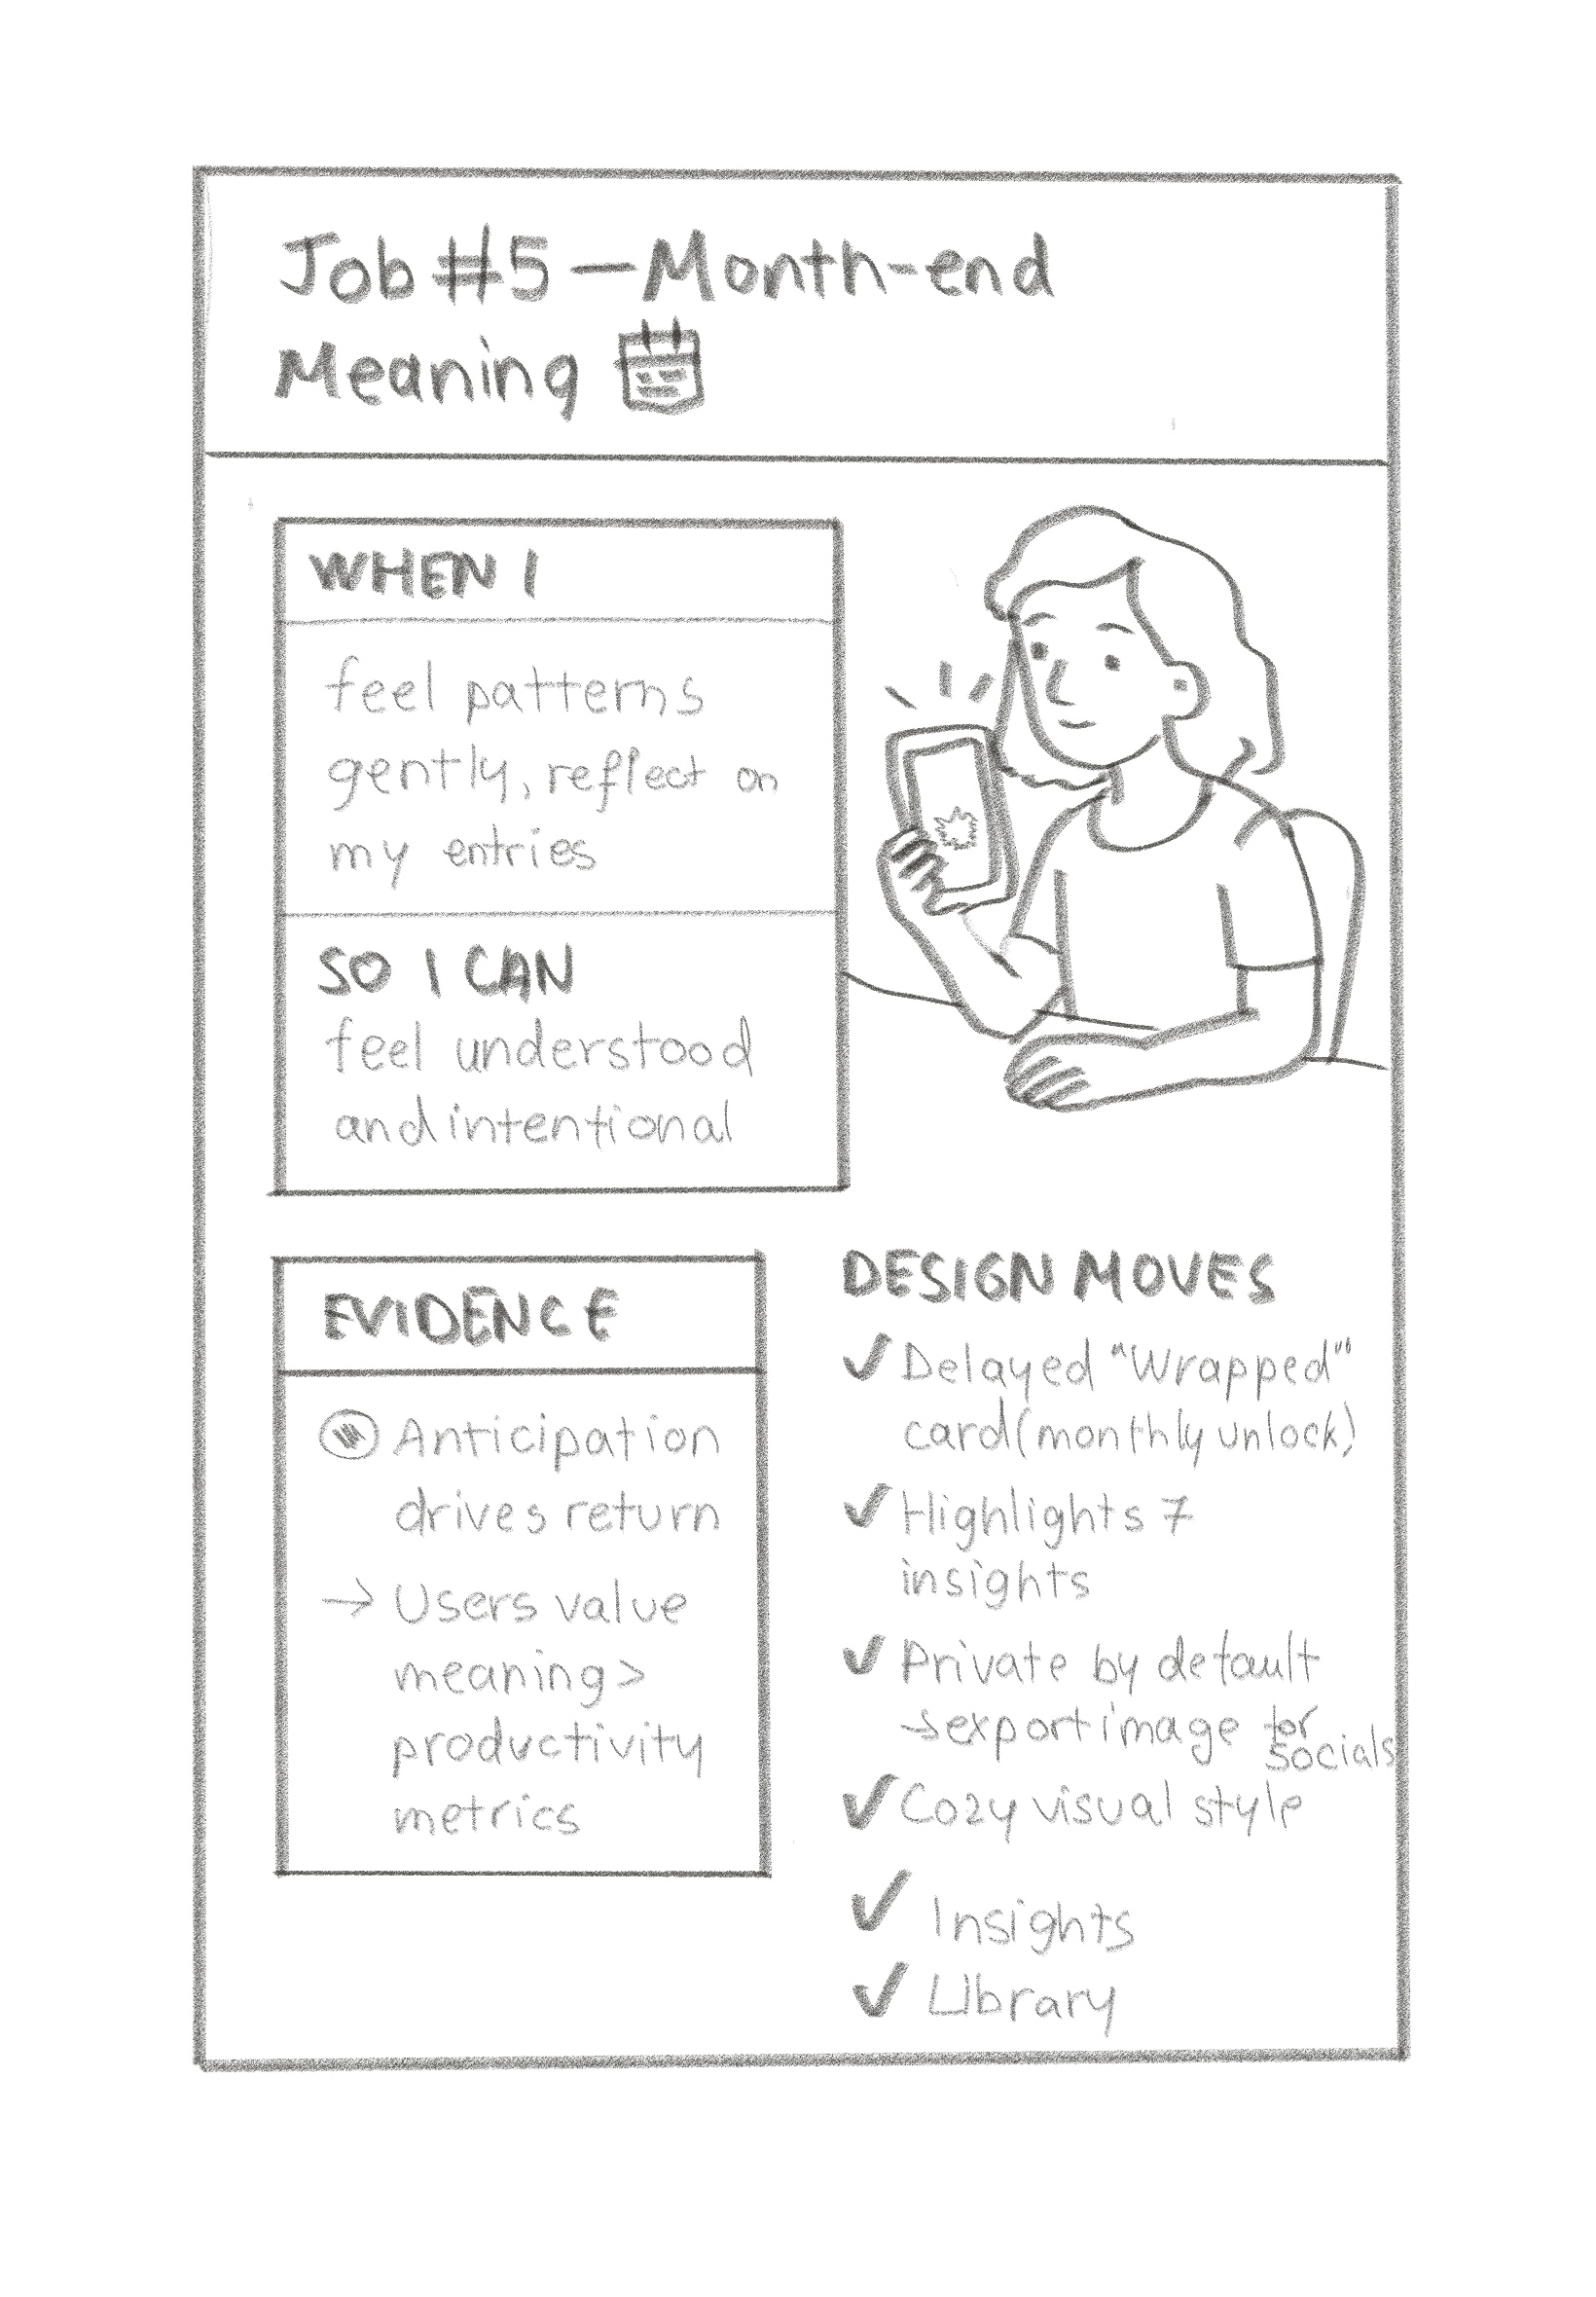 Job #5 — Month-end
Meaning
WHEN I
feel patterns
gently, reflect on
my entries
SO I CAN
feel understood
and intentional
EVIDENCE
Anticipation
drives return
→ Users value
meaning >
productivity
metrics
DESIGN MOVES
✓ Delayed "Wrapped"
card (monthly unlock)
✓ Highlights 7
insights
✓ Private by default
→ export image for
socials
✓ Cozy visual style
✓ Insights
✓ Library